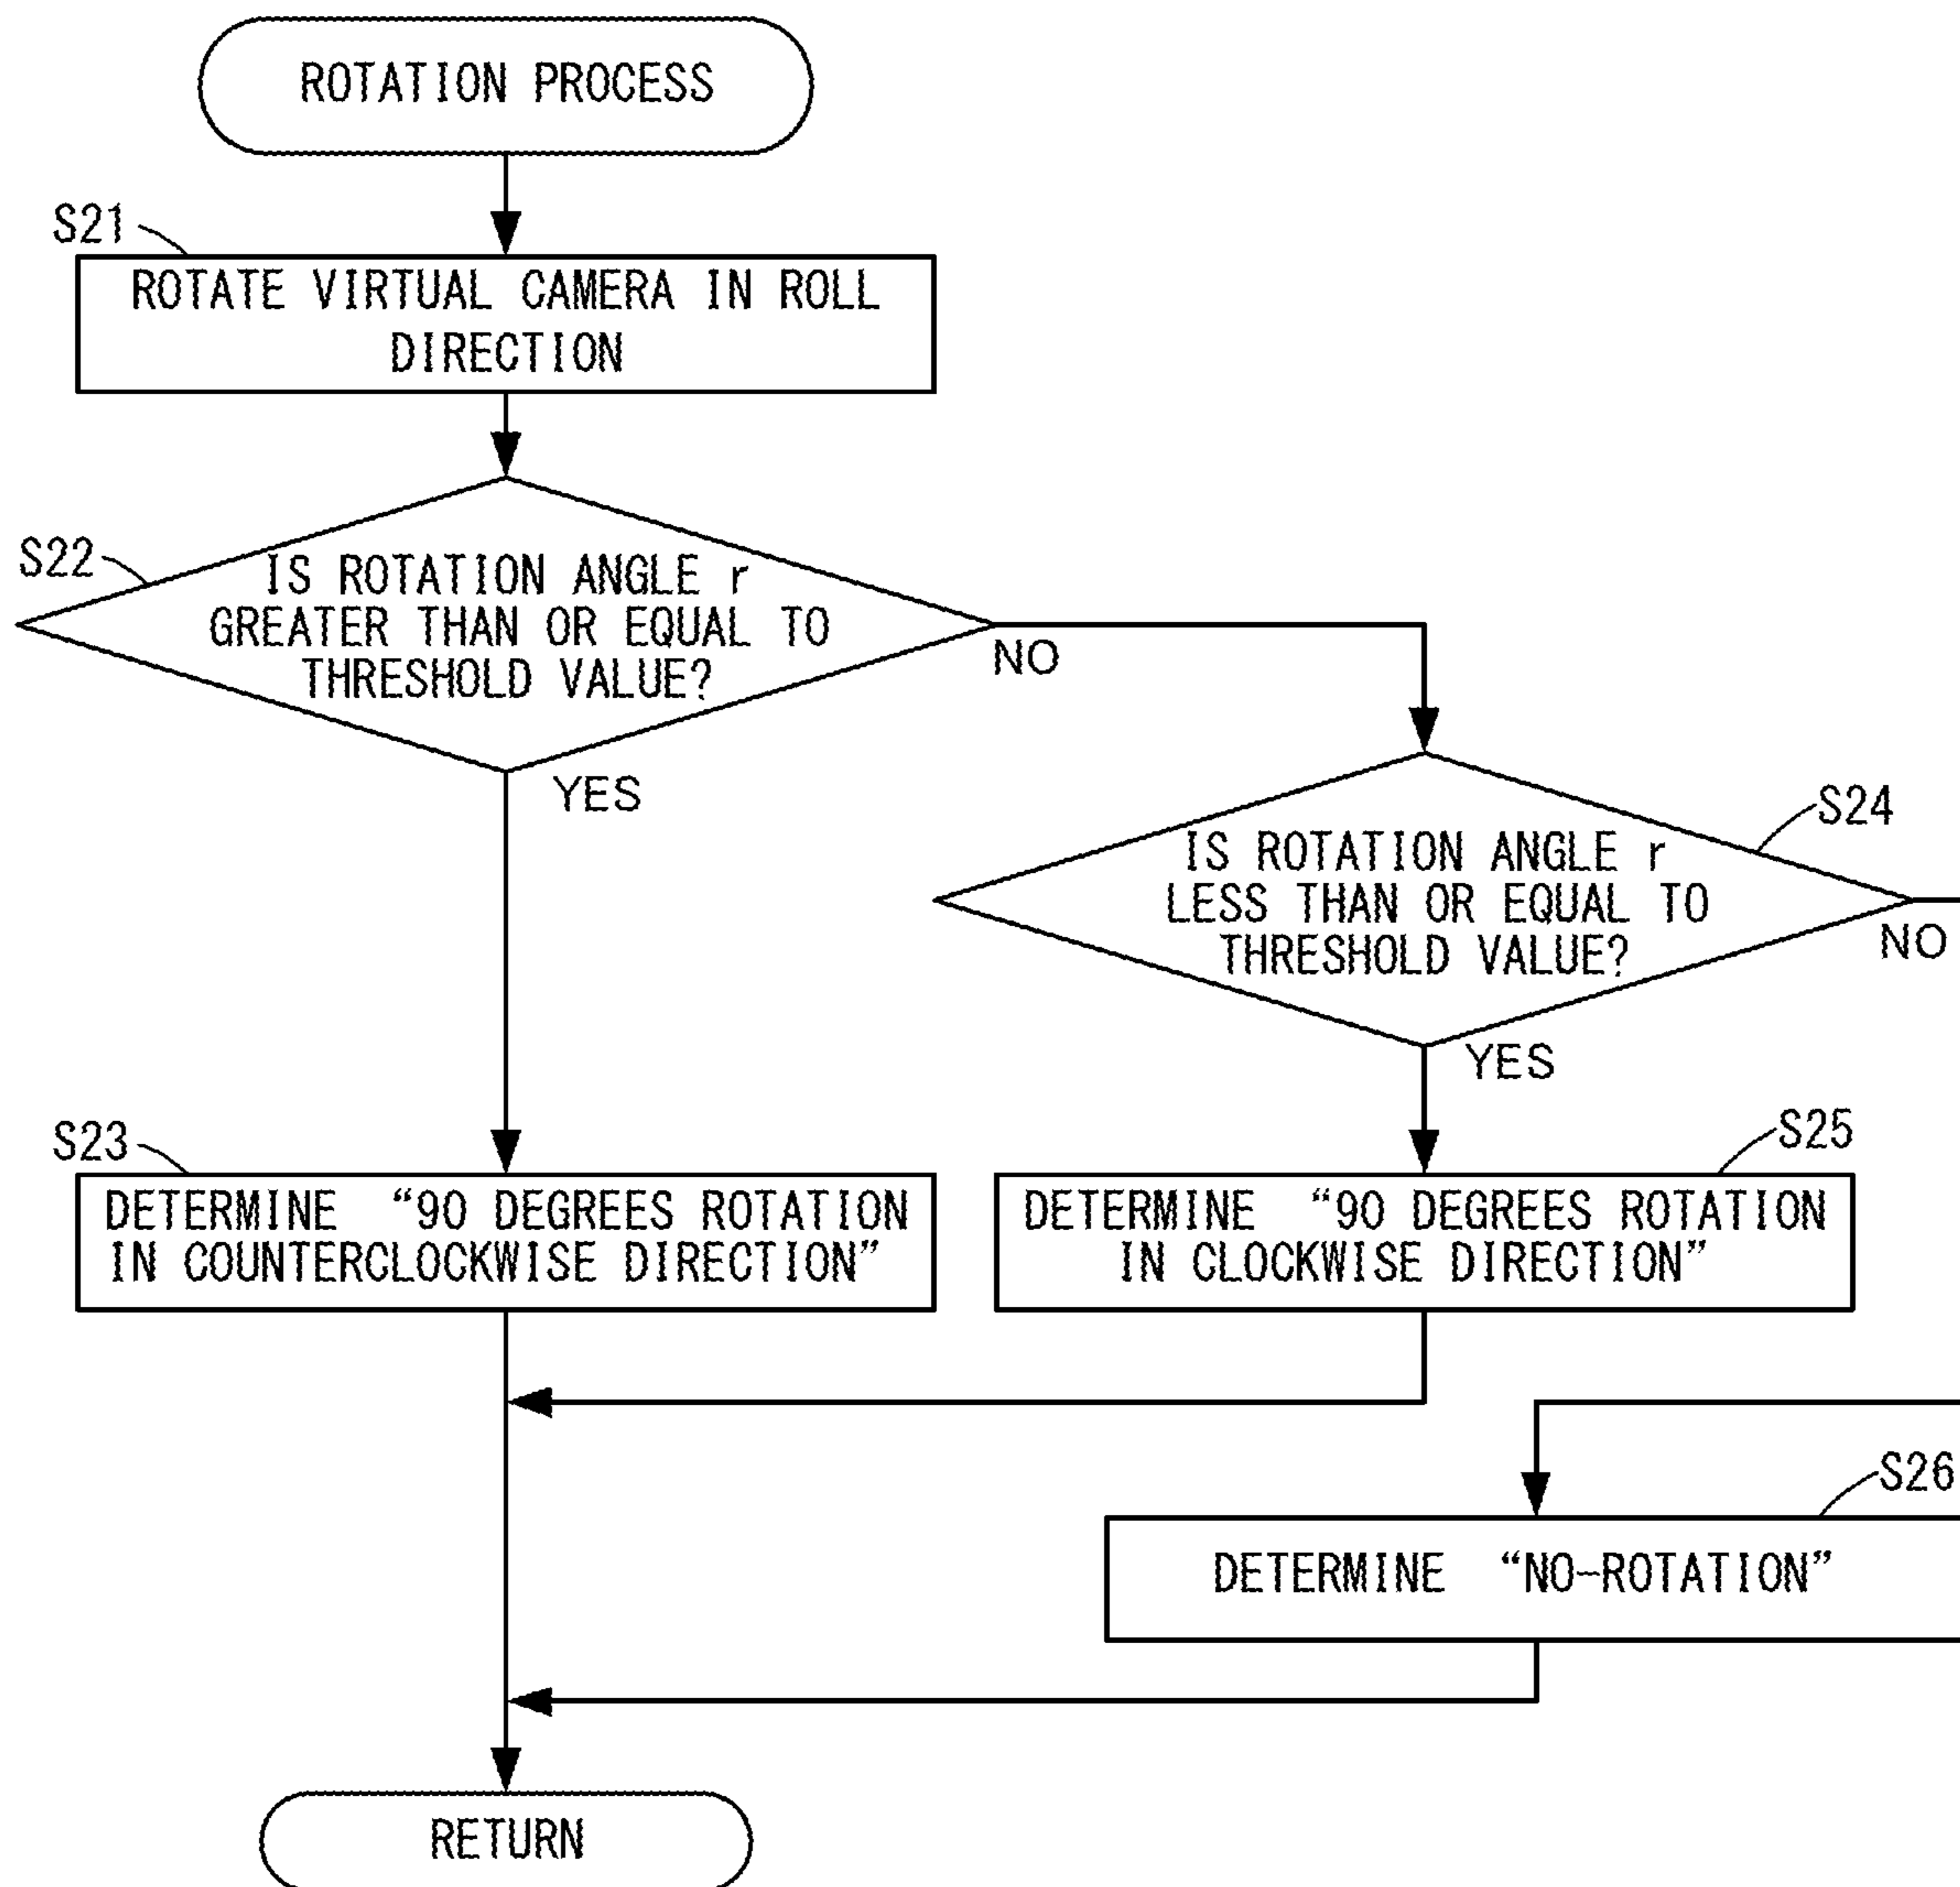 ROTATION PROCESS
S21
ROTATE VIRTUAL CAMERA IN ROLL
DIRECTION
S22
IS ROTATION ANGLE r
GREATER THAN OR EQUAL TO
THRESHOLD VALUE?
NO
YES
S24
IS ROTATION ANGLE r
LESS THAN OR EQUAL TO
THRESHOLD VALUE?
NO
YES
S23
DETERMINE “90 DEGREES ROTATION
IN COUNTERCLOCKWISE DIRECTION”
S25
DETERMINE “90 DEGREES ROTATION
IN CLOCKWISE DIRECTION”
S26
DETERMINE “NO-ROTATION”
RETURN